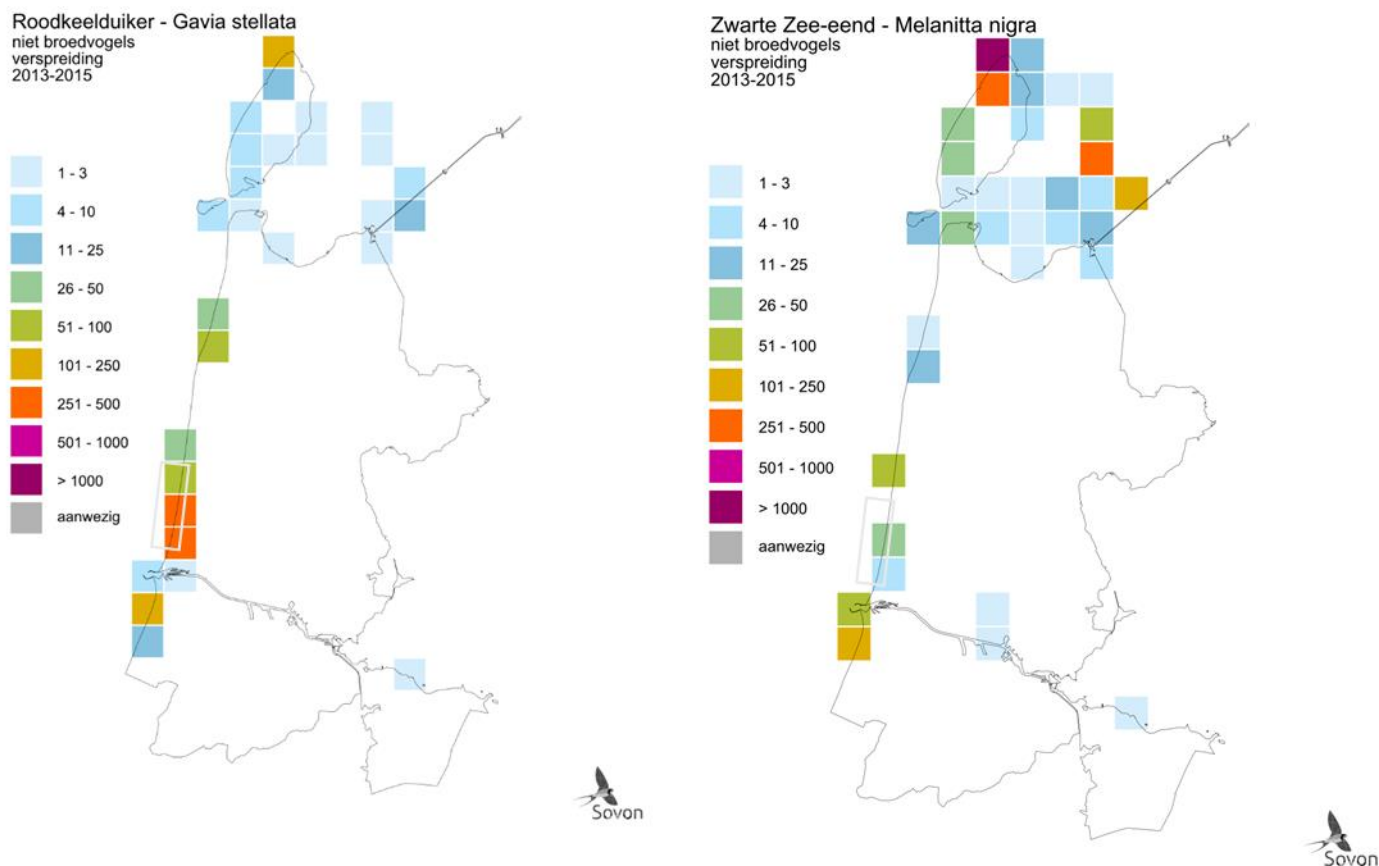 Roodkeelduiker - Gavia stellata
niet broedvogels
verspreiding
2013-2015
1 - 3
4 - 10
11 - 25
26 - 50
51 - 100
101 - 250
251 - 500
501 - 1000
> 1000
aanwezig
Sovon
Zwarte Zee-eend - Melanitta nigra
niet broedvogels
verspreiding
2013-2015
1 - 3
4 - 10
11 - 25
26 - 50
51 - 100
101 - 250
251 - 500
501 - 1000
> 1000
aanwezig
Sovon